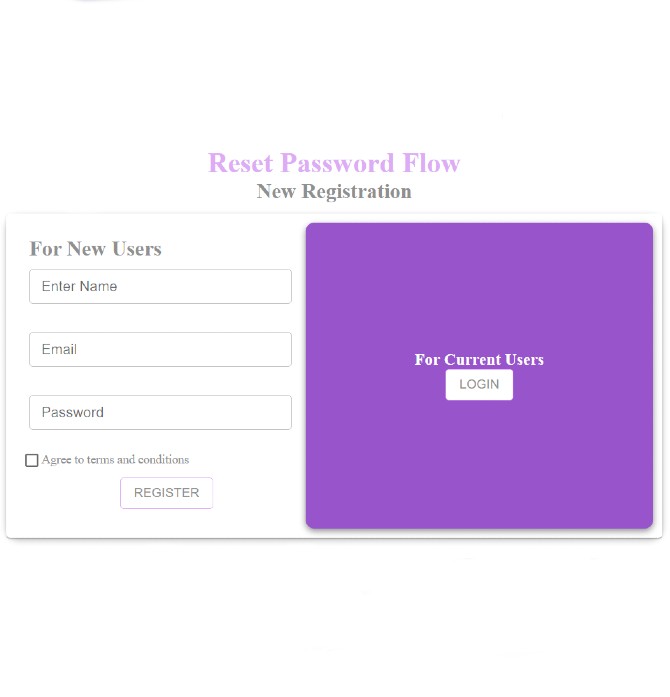 Reset Password Flow
New Registration
For New Users
Enter Name
Email
Password
Agree to terms and conditions
REGISTER
For Current Users
LOGIN